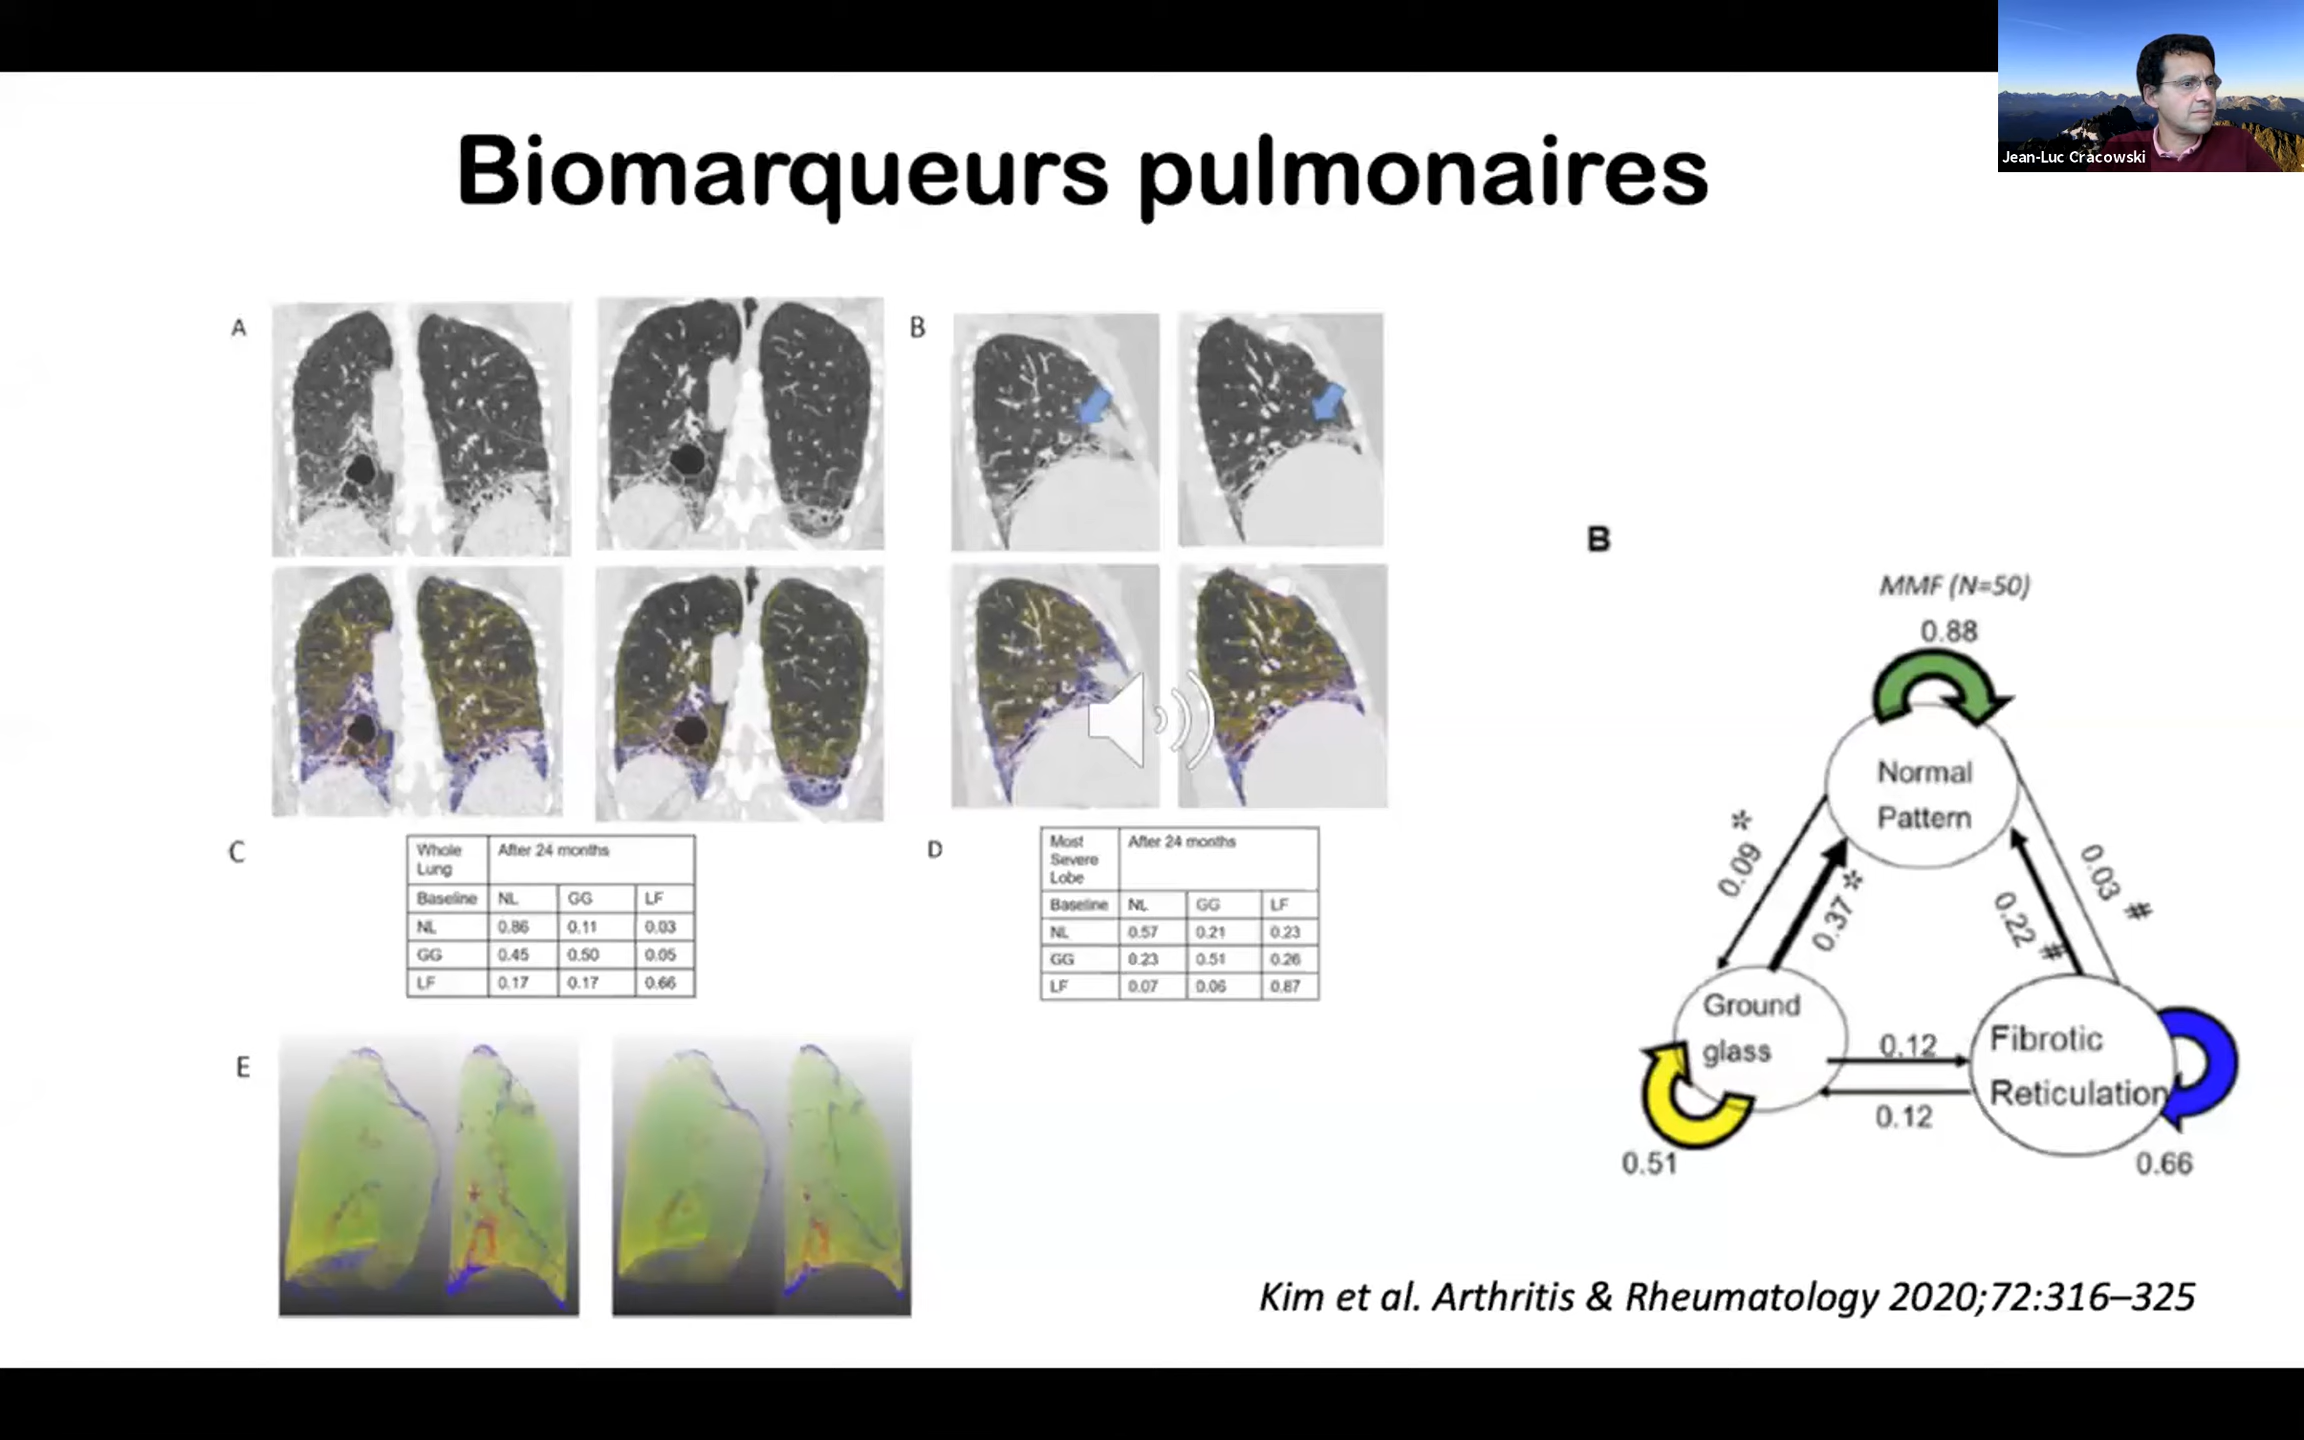 Jean-Luc Cracowski
Biomarqueurs pulmonaires
A
B
C
Whole Lung After 24 months
Baseline NL GG LF
NL 0.86 0.11 0.03
GG 0.45 0.50 0.05
LF 0.17 0.17 0.66
D
Most Severe Lobe After 24 months
Baseline NL GG LF
NL 0.57 0.21 0.23
GG 0.23 0.51 0.26
LF 0.07 0.06 0.87
E
B
MMF (N=50)
0.88
Normal
Pattern
0.09 *
0.37 *
0.22 #
0.03 #
Ground
glass
0.12
0.12
Fibrotic
Reticulation
0.51
0.66
Kim et al. Arthritis & Rheumatology 2020;72:316–325